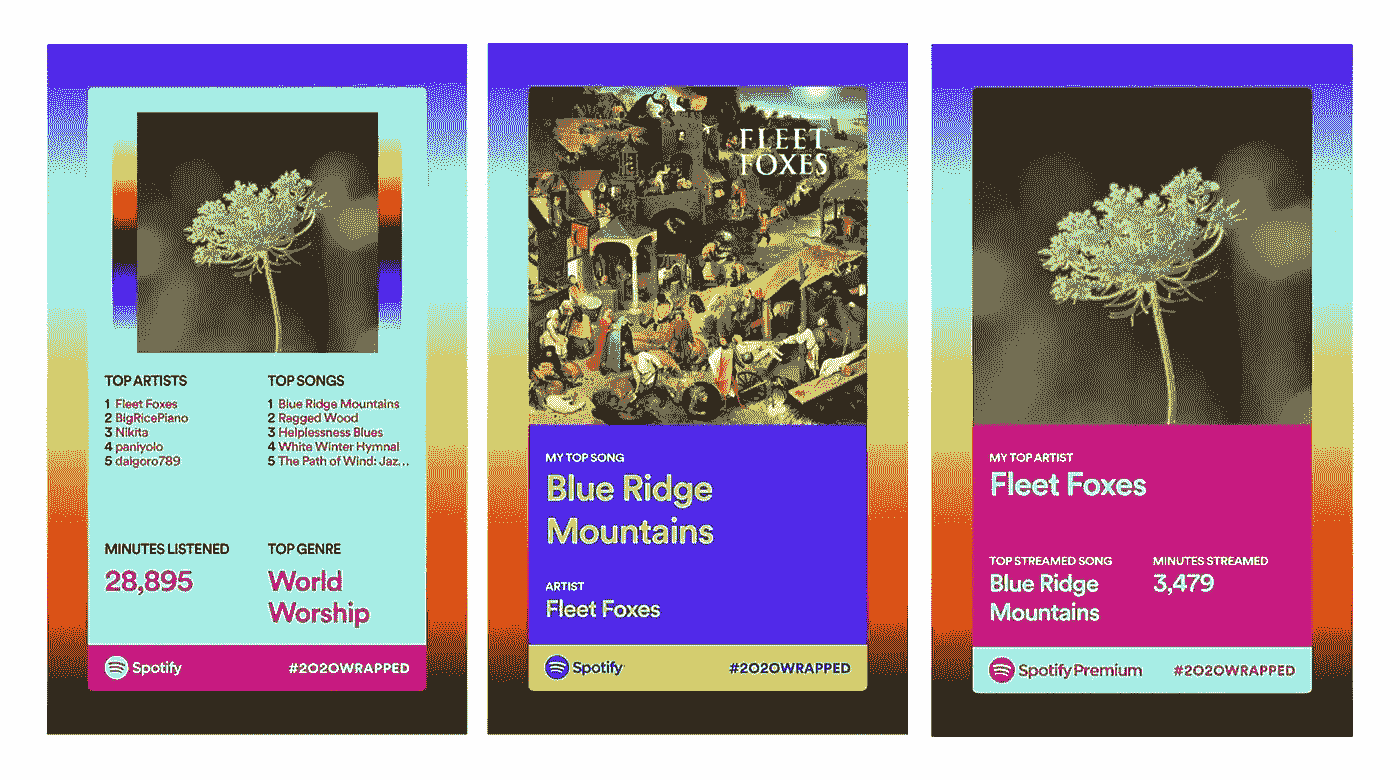 TOP ARTISTS
1 Fleet Foxes
2 BigRicePiano
3 Nikita
4 paniyolo
5 daigoro789
TOP SONGS
1 Blue Ridge Mountains
2 Ragged Wood
3 Helplessness Blues
4 White Winter Hymnal
5 The Path of Wind: Jaz...
MINUTES LISTENED
28,895
TOP GENRE
World
Worship
Spotify
#2020WRAPPED
FLEET
FOXES
MY TOP SONG
Blue Ridge
Mountains
ARTIST
Fleet Foxes
Spotify
#2020WRAPPED
MY TOP ARTIST
Fleet Foxes
TOP STREAMED SONG
Blue Ridge
Mountains
MINUTES STREAMED
3,479
Spotify Premium
#2020WRAPPED